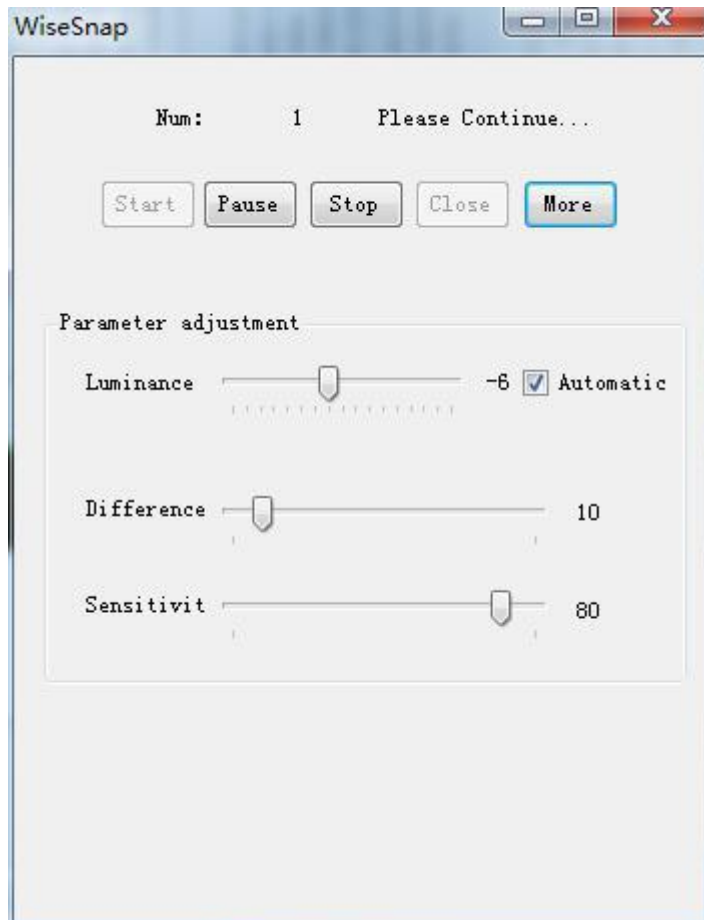 WiseSnap
Num: 1 Please Continue...
Start Pause Stop Close More
Parameter adjustment
Luminance -6 Automatic
Difference 10
Sensitivit 80